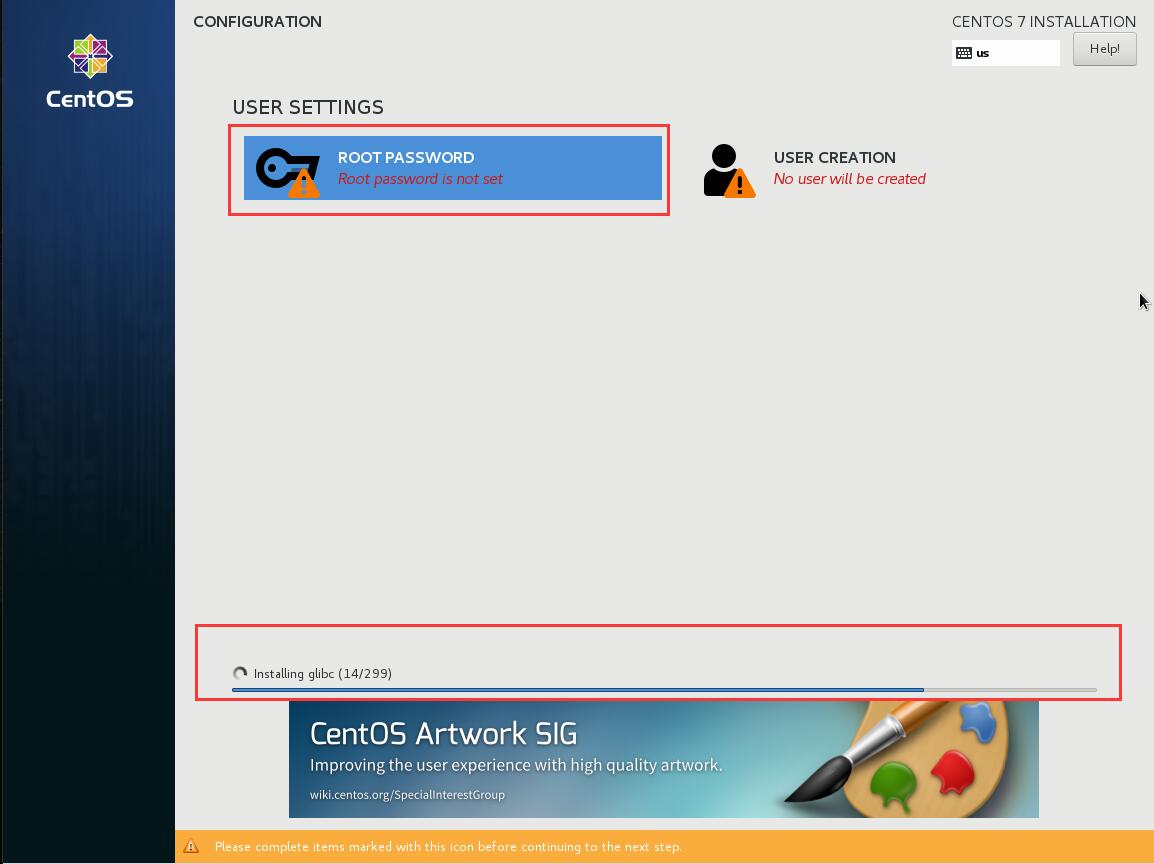 CentOS
CONFIGURATION
CENTOS 7 INSTALLATION
us
Help!
USER SETTINGS
ROOT PASSWORD
Root password is not set
USER CREATION
No user will be created
Installing glibc (14/299)
CentOS Artwork SIG
Improving the user experience with high quality artwork.
wiki.centos.org/SpecialInterestGroup
Please complete items marked with this icon before continuing to the next step.